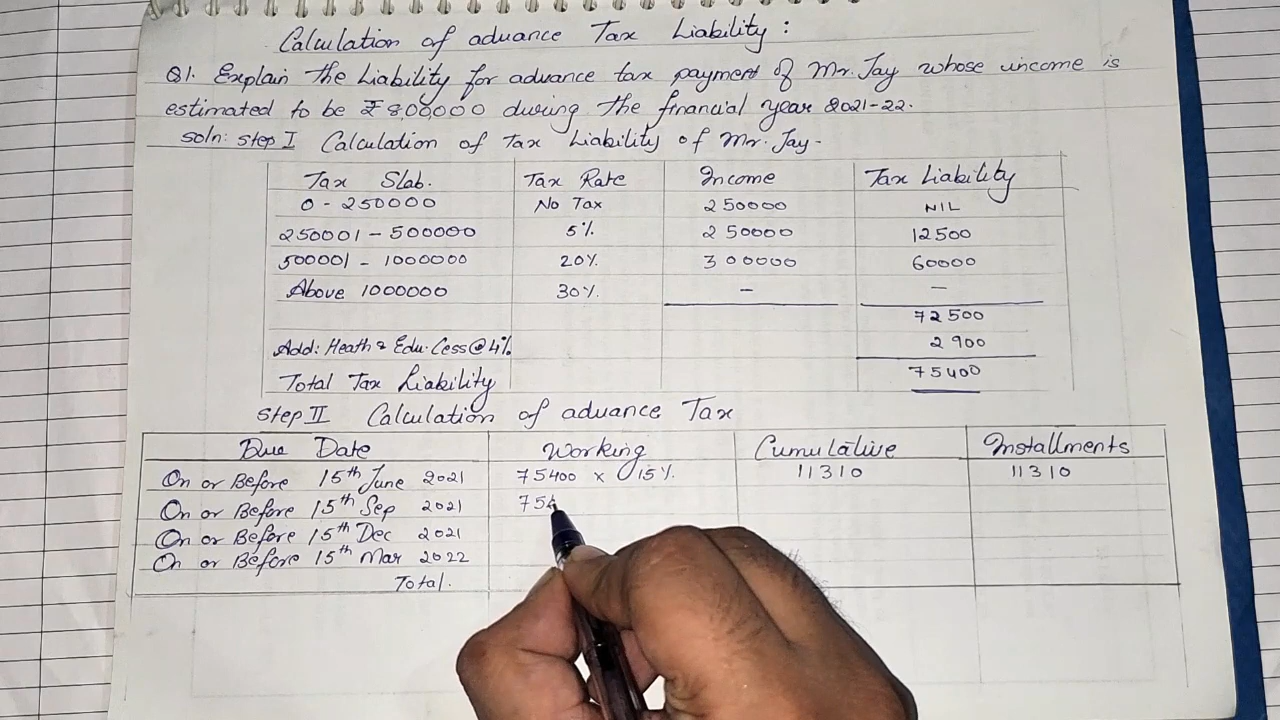 Calculation of advance Tax Liability:
Q1. Explain the Liability for advance tax payment of Mr. Jay whose income is
estimated to be ₹ 8,00,000 during the financial year 2021-22.
Soln: Step I Calculation of Tax Liability of Mr. Jay-
Tax Slab. Tax Rate Income Tax Liability
0 - 250000 No Tax 250000 NIL
250001 - 500000 5% 250000 12500
500001 - 1000000 20% 300000 60000
Above 1000000 30% - -
72500
Add: Heath & Edu. Cess @ 4% 2900
Total Tax Liability 75400
Step II Calculation of advance Tax
Due Date Working Cumulative Installments
On or Before 15th June 2021 75400 x 15% 11310 11310
On or Before 15th Sep 2021 754
On or Before 15th Dec 2021
On or Before 15th Mar 2022
Total.